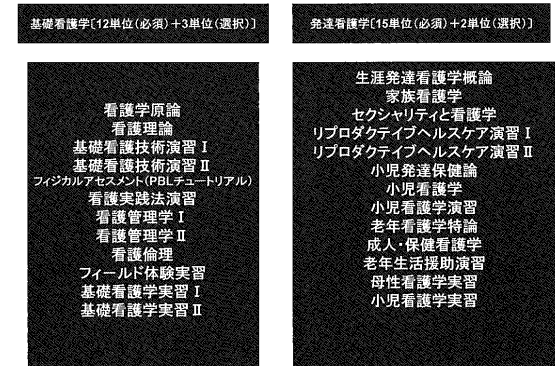 基礎看護学〔12単位(必須)+3単位(選択)〕
看護学原論
看護理論
基礎看護技術演習Ⅰ
基礎看護技術演習Ⅱ
フィジカルアセスメント(PBLチュートリアル)
看護実践法演習
看護管理学Ⅰ
看護管理学Ⅱ
看護倫理
フィールド体験実習
基礎看護学実習Ⅰ
基礎看護学実習Ⅱ
発達看護学〔15単位(必須)+2単位(選択)〕
生涯発達看護学概論
家族看護学
セクシャリティと看護学
リプロダクテイブヘルスケア演習Ⅰ
リプロダクテイブヘルスケア演習Ⅱ
小児発達保健論
小児看護学
小児看護学演習
老年看護学特論
成人・保健看護学
老年生活援助演習
母性看護学実習
小児看護学実習